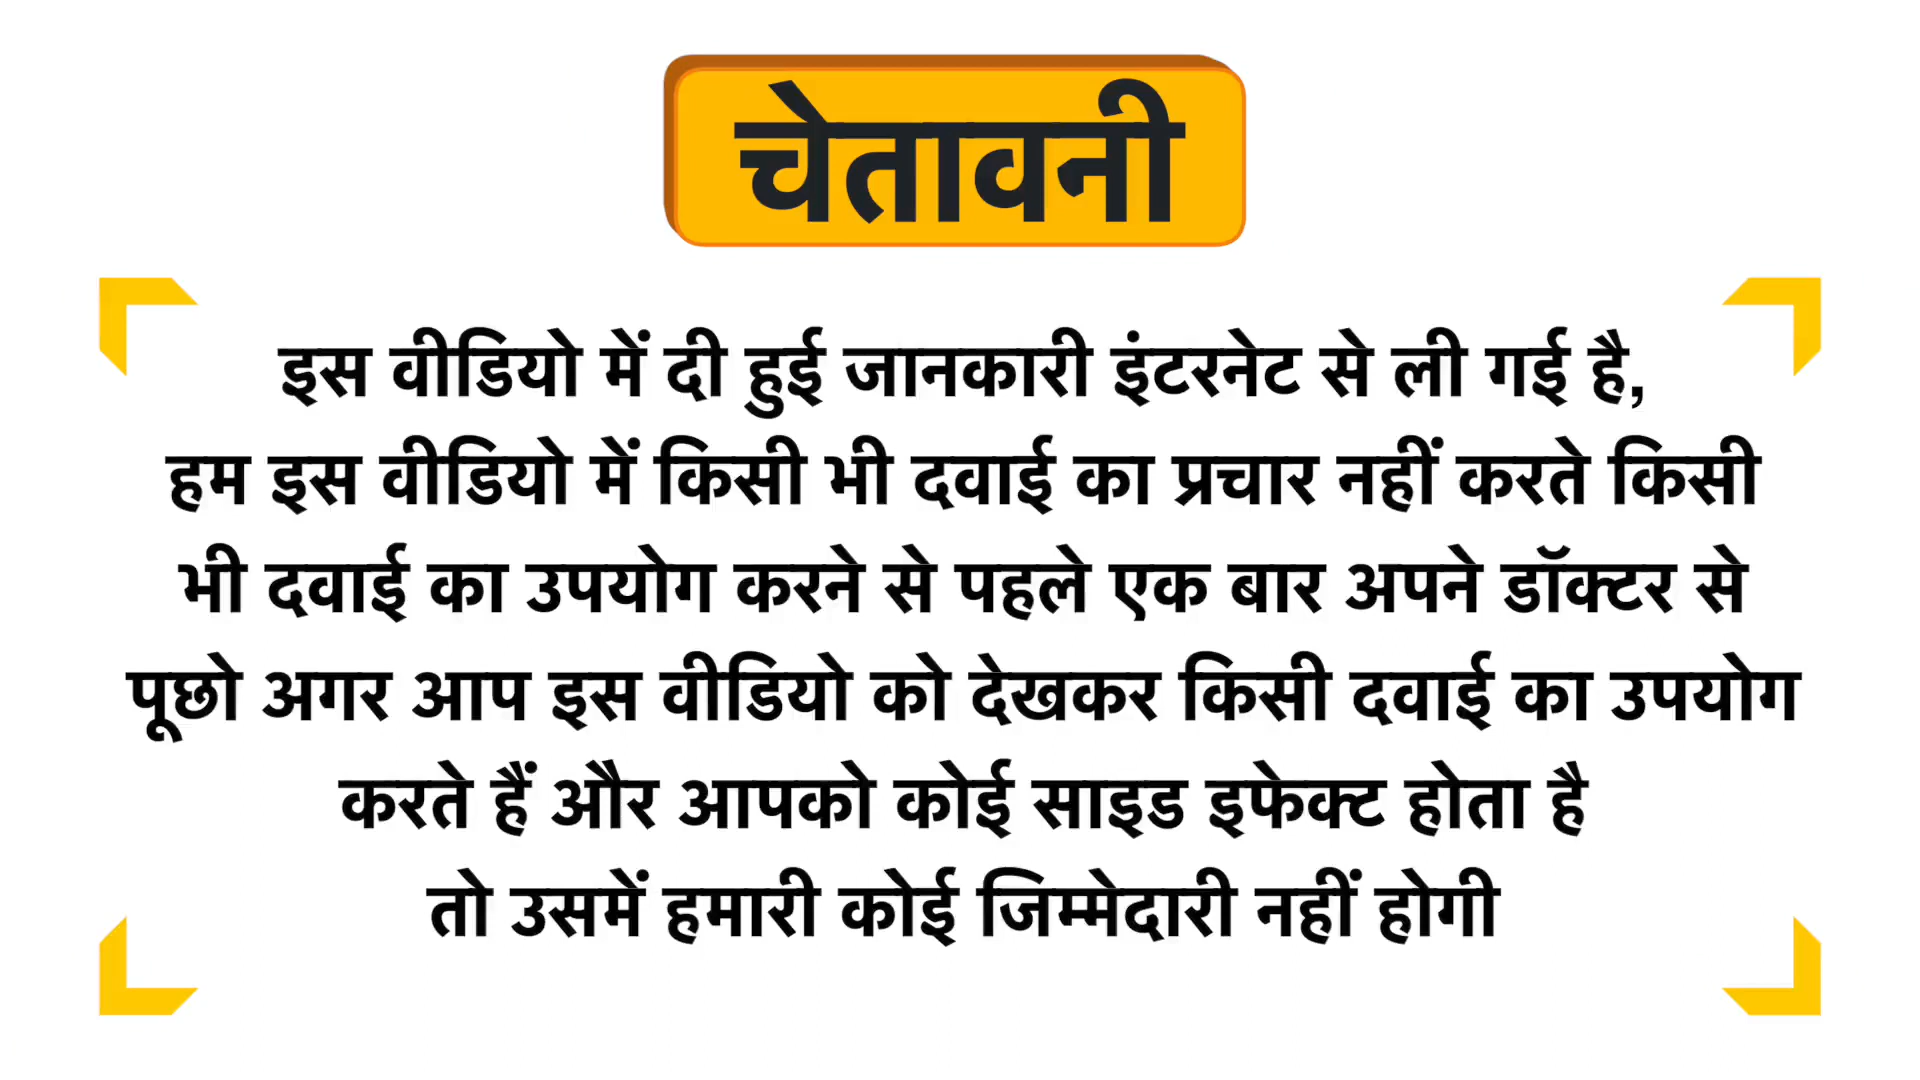 चेतावनी
इस वीडियो में दी हुई जानकारी इंटरनेट से ली गई है,
हम इस वीडियो में किसी भी दवाई का प्रचार नहीं करते किसी
भी दवाई का उपयोग करने से पहले एक बार अपने डॉक्टर से
पूछो अगर आप इस वीडियो को देखकर किसी दवाई का उपयोग
करते हैं और आपको कोई साइड इफेक्ट होता है
तो उसमें हमारी कोई जिम्मेदारी नहीं होगी